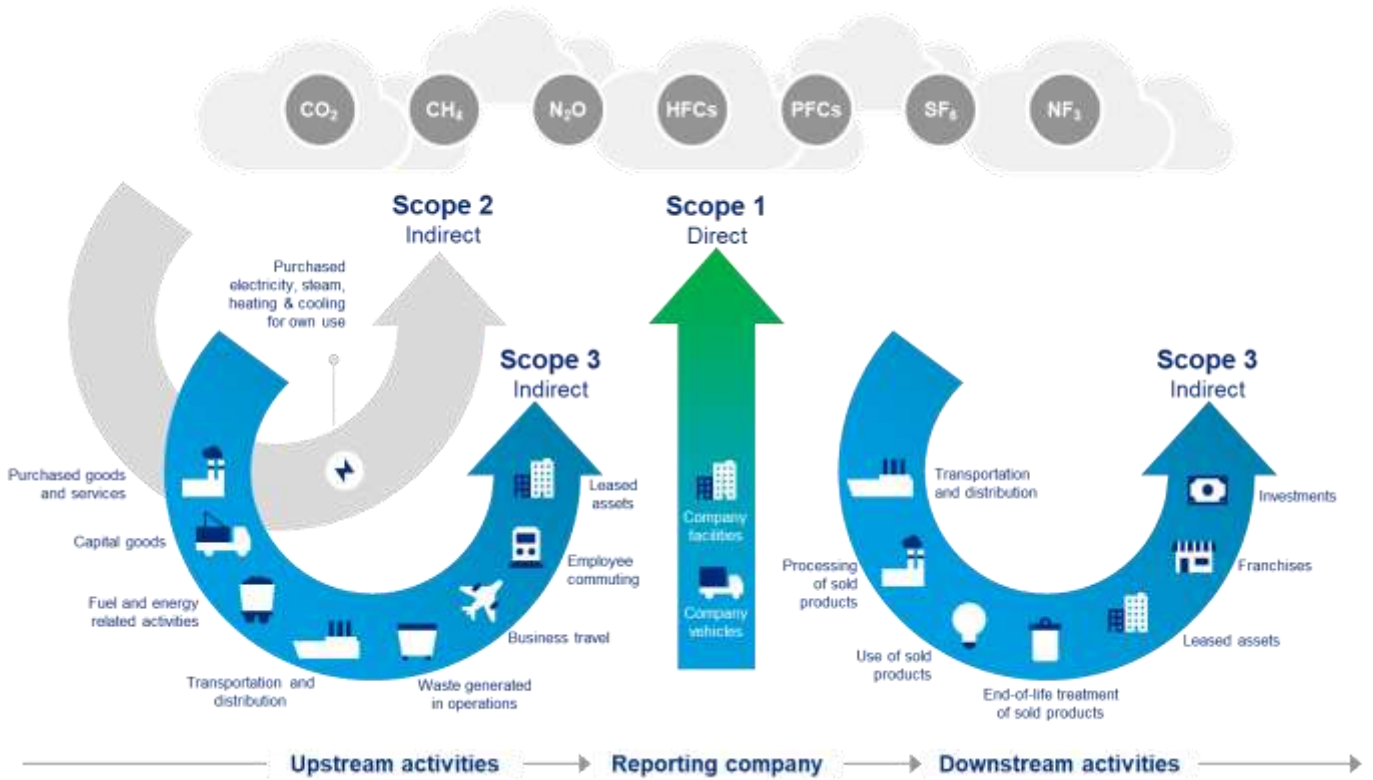 CO₂
CH₄
N₂O
HFCs
PFCs
SF₆
NF₃
Scope 2
Indirect
Purchased
electricity, steam,
heating & cooling
for own use
Scope 3
Indirect
Purchased goods
and services
Capital goods
Fuel and energy
related activities
Transportation and
distribution
Waste generated
in operations
Business travel
Employee
commuting
Leased
assets
Scope 1
Direct
Company
facilities
Company
vehicles
Scope 3
Indirect
Transportation
and distribution
Processing
of sold
products
Use of sold
products
End-of-life treatment
of sold products
Leased assets
Franchises
Investments
Upstream activities
Reporting company
Downstream activities